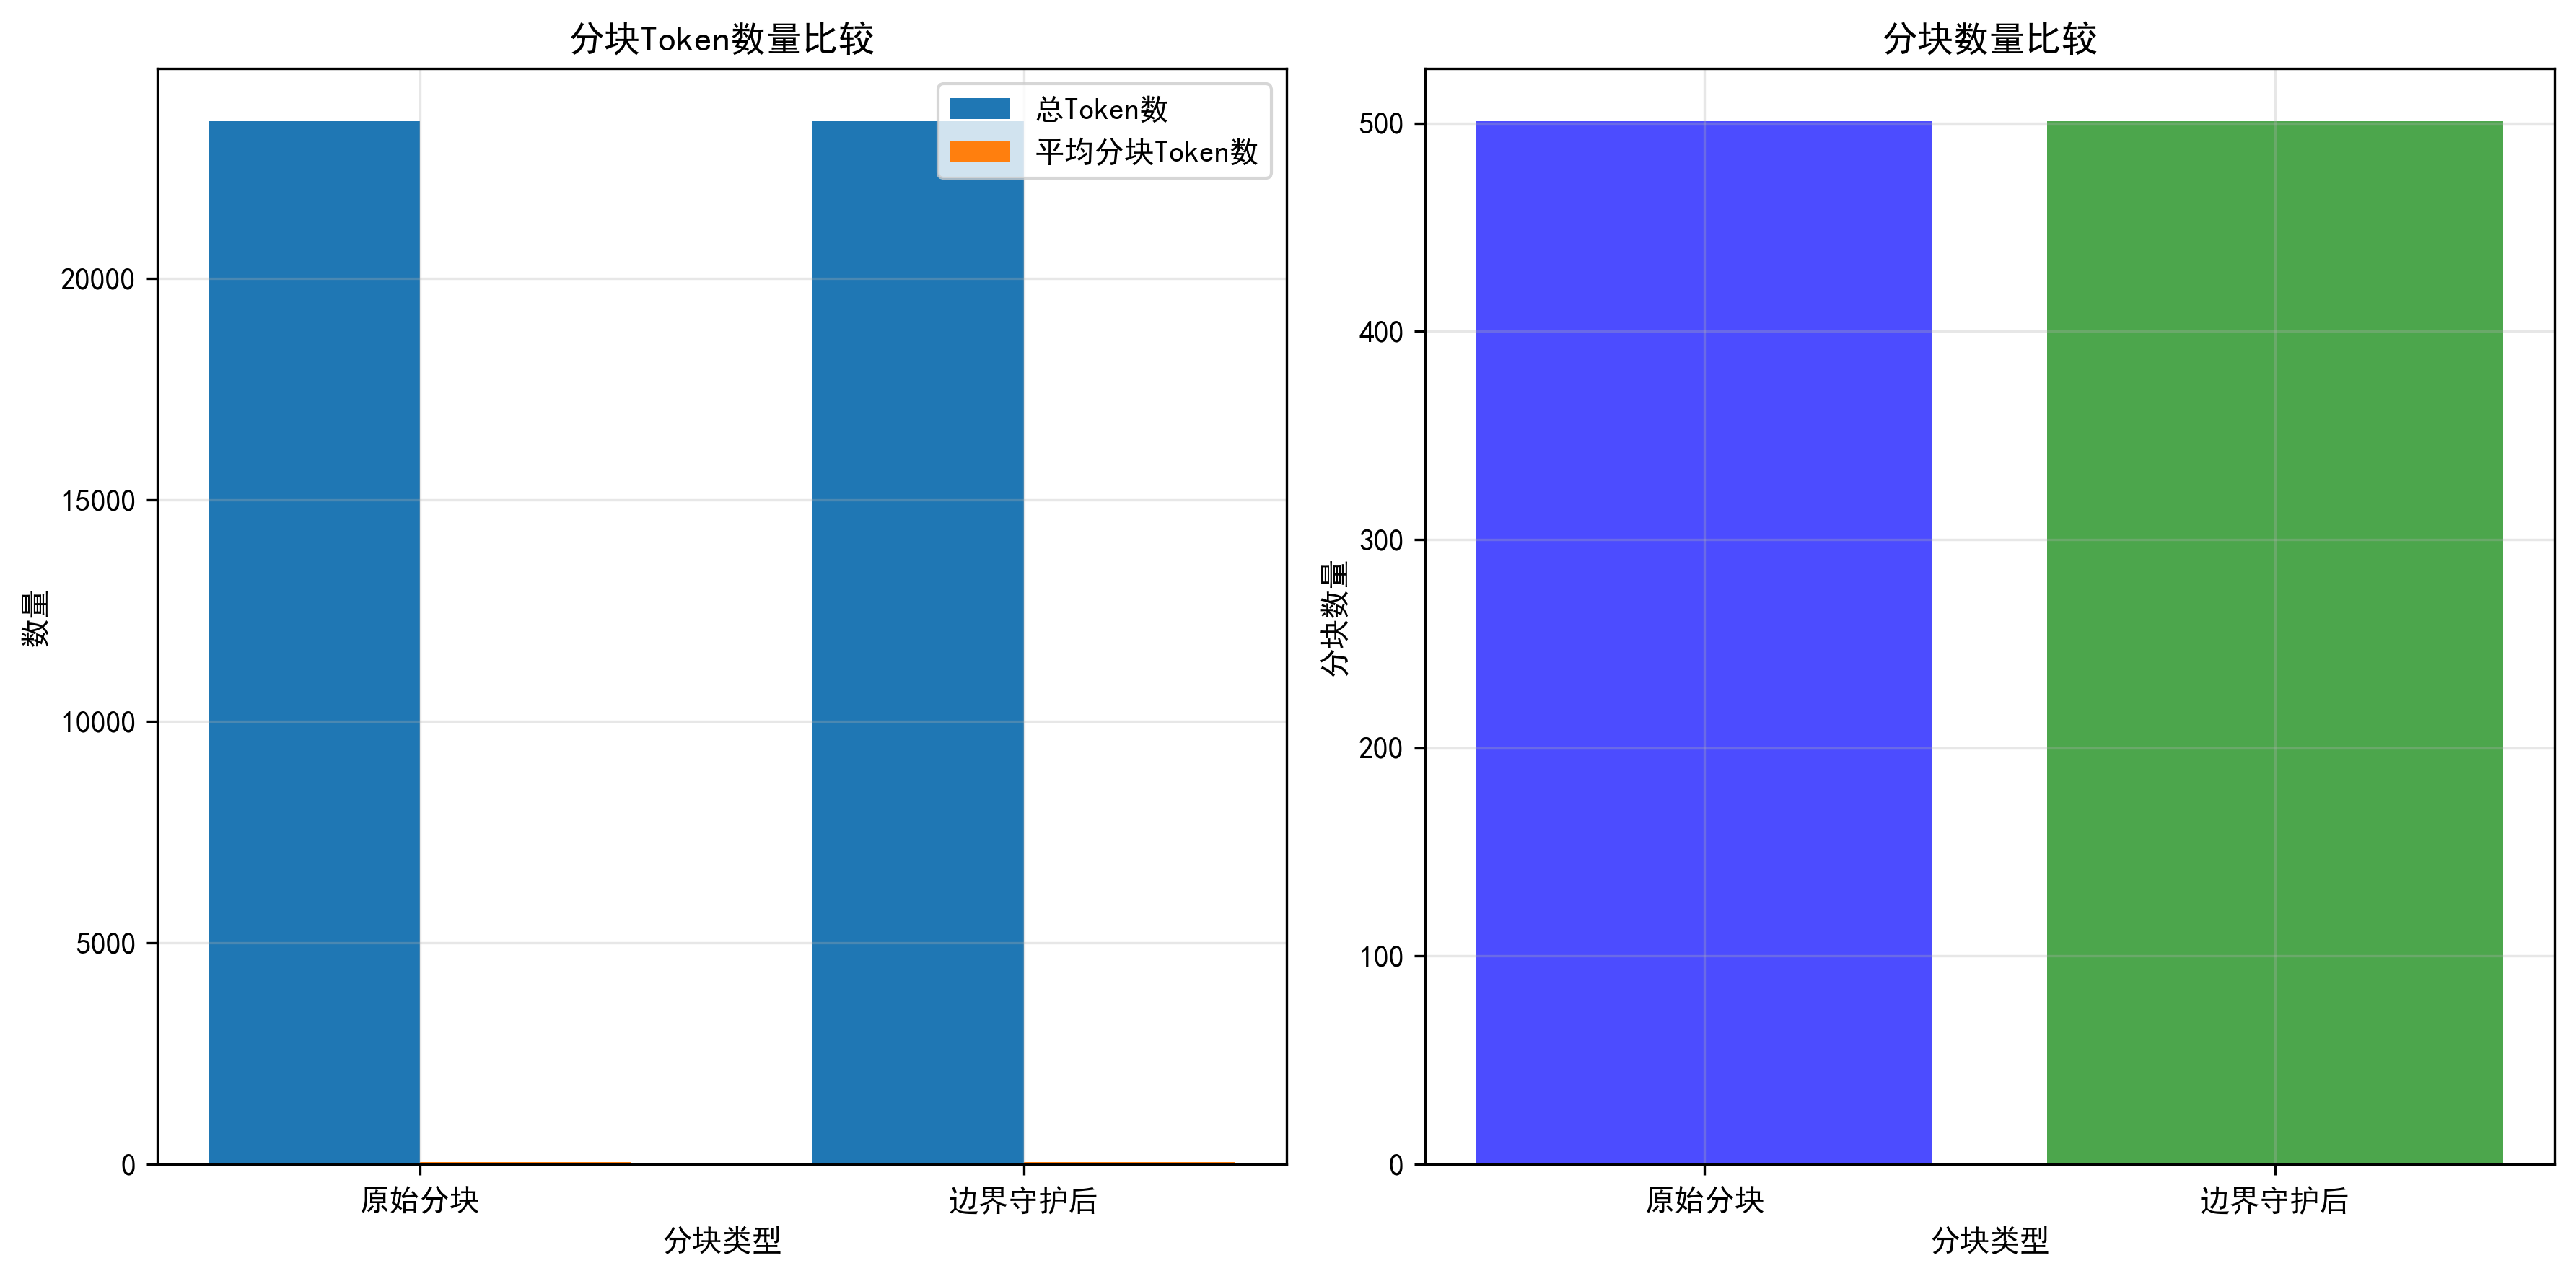 分块Token数量比较
总Token数
平均分块Token数
20000
15000
10000
5000
0
数量
原始分块
边界守护后
分块类型
分块数量比较
500
400
300
200
100
0
分块数量
原始分块
边界守护后
分块类型